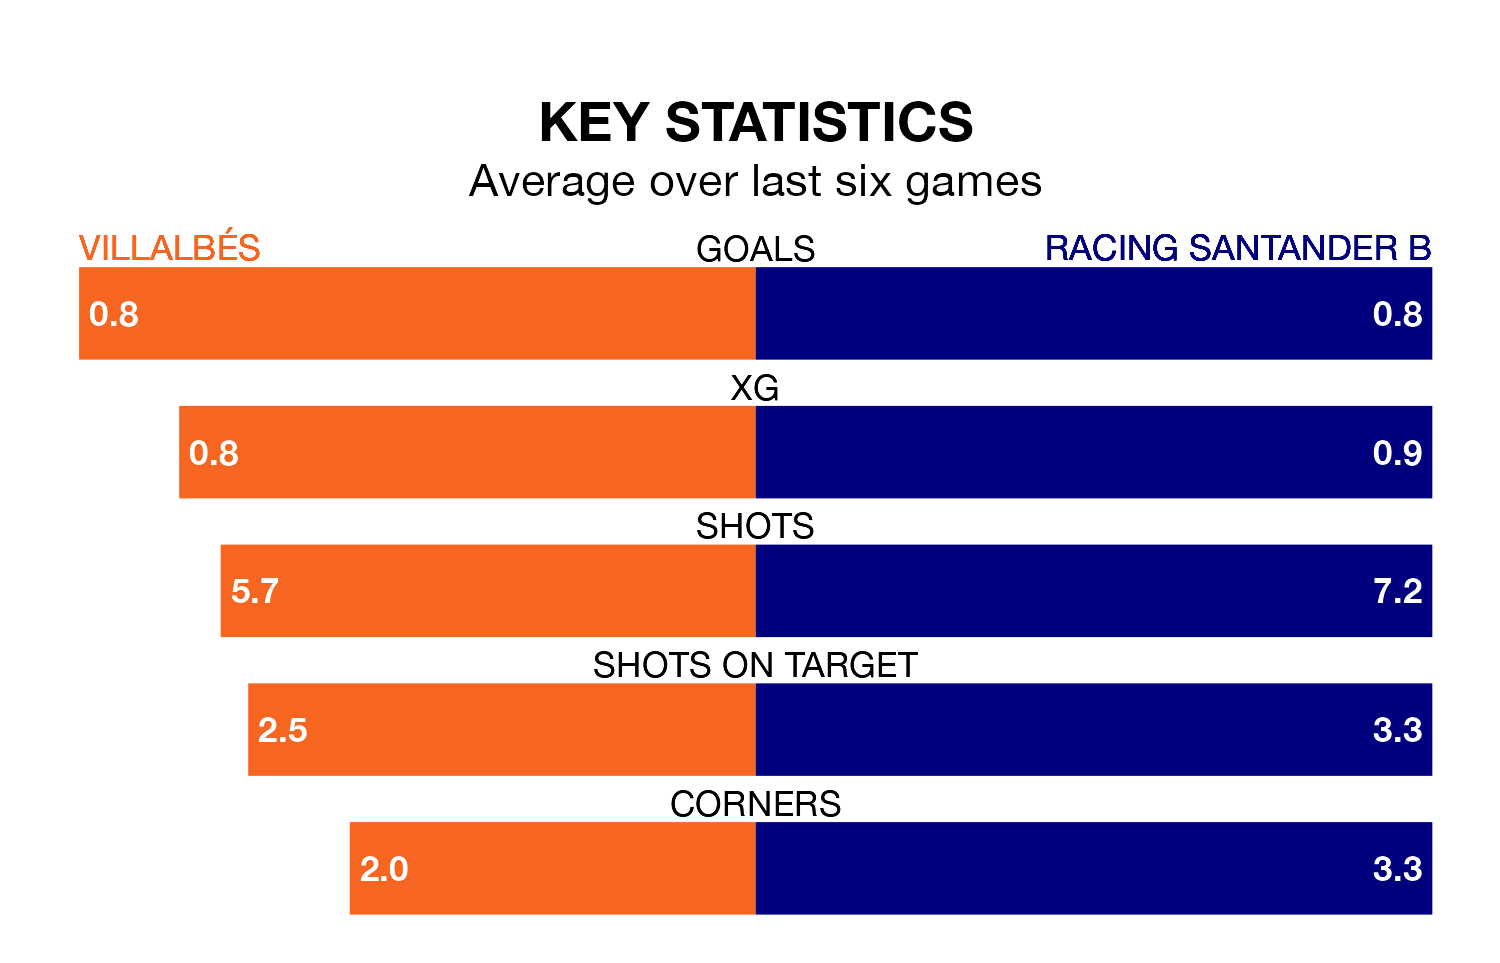 KEY STATISTICS
Average over last six games
VILLALBÉS GOALS RACING SANTANDER B
0.8 0.8
XG
0.8 0.9
SHOTS
5.7 7.2
SHOTS ON TARGET
2.5 3.3
CORNERS
2.0 3.3